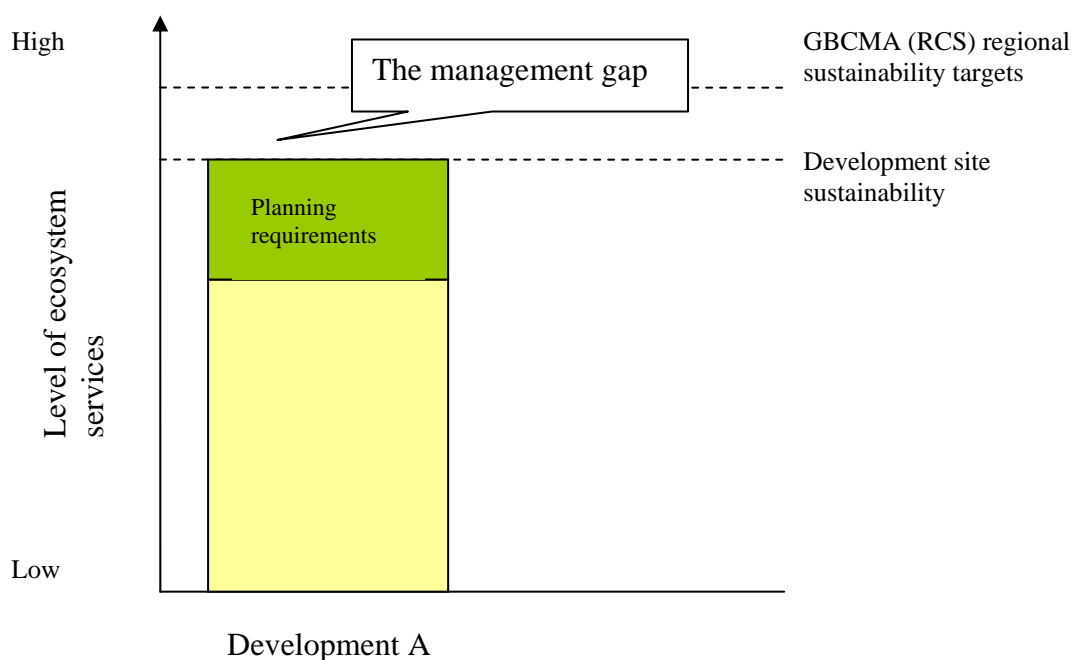 High
GBCMA (RCS) regional
sustainability targets
The management gap
Development site
sustainability
Planning
requirements
Level of ecosystem
services
Low
Development A